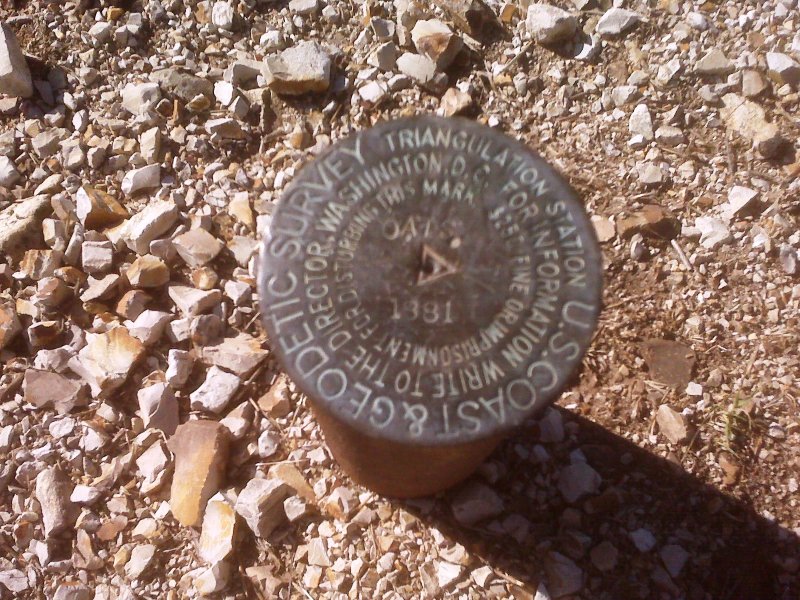 U.S. COAST & GEODETIC SURVEY
TRIANGULATION STATION
FOR INFORMATION WRITE TO THE DIRECTOR, WASHINGTON, D.C.
$250 FINE OR IMPRISONMENT FOR DISTURBING THIS MARK.
1881